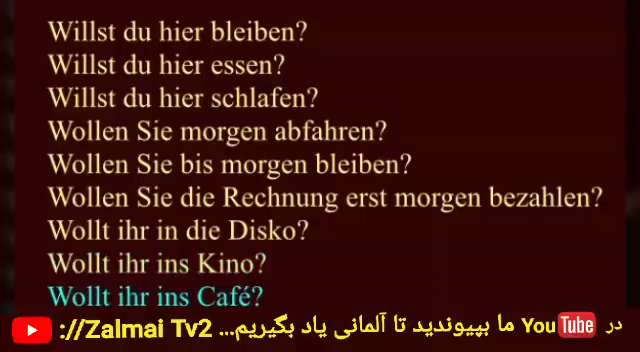 Willst du hier bleiben?
Willst du hier essen?
Willst du hier schlafen?
Wollen Sie morgen abfahren?
Wollen Sie bis morgen bleiben?
Wollen Sie die Rechnung erst morgen bezahlen?
Wollt ihr in die Disko?
Wollt ihr ins Kino?
Wollt ihr ins Café?
در YouTube ما بپیوندید تا آلمانی یاد بگیریم... Zalmai Tv2//: